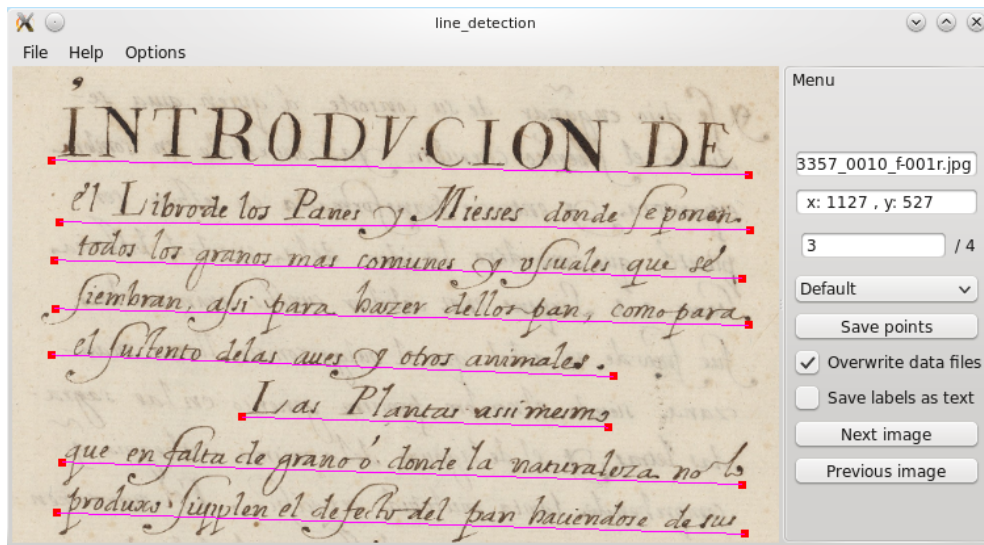 line_detection
File Help Options
Menu
INTRODVCION DE
el Libro de los Panes y Miesses donde se ponen.
todos los granos mas comunes y vsuales que se
siembran, assi para hazer dellos pan, como para
el sustento delas aues y otros animales.
Las Plantas assi mesmo
que en falta de grano ó donde la naturaleza no lo
produxo supplen el defecto del pan haciendose de sus
3357_0010_f-001r.jpg
x: 1127 , y: 527
3 / 4
Default
Save points
Overwrite data files
Save labels as text
Next image
Previous image